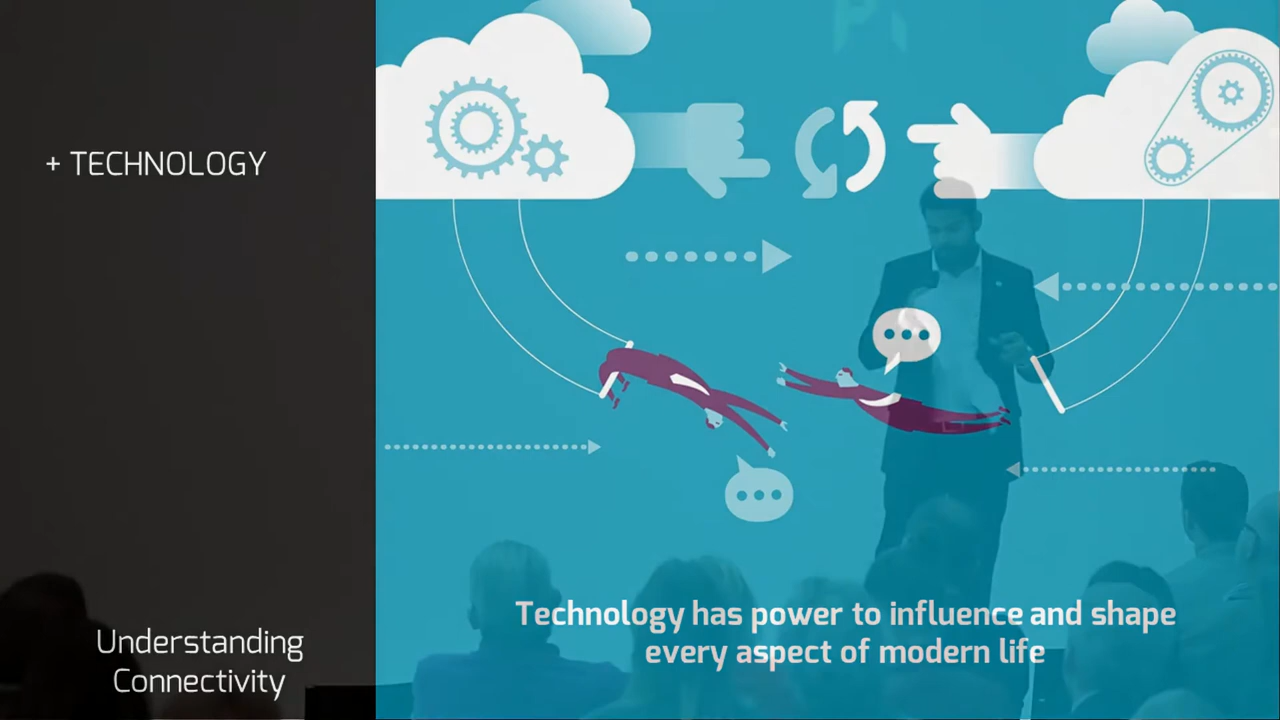 + TECHNOLOGY
Understanding
Connectivity
Technology has power to influence and shape
every aspect of modern life